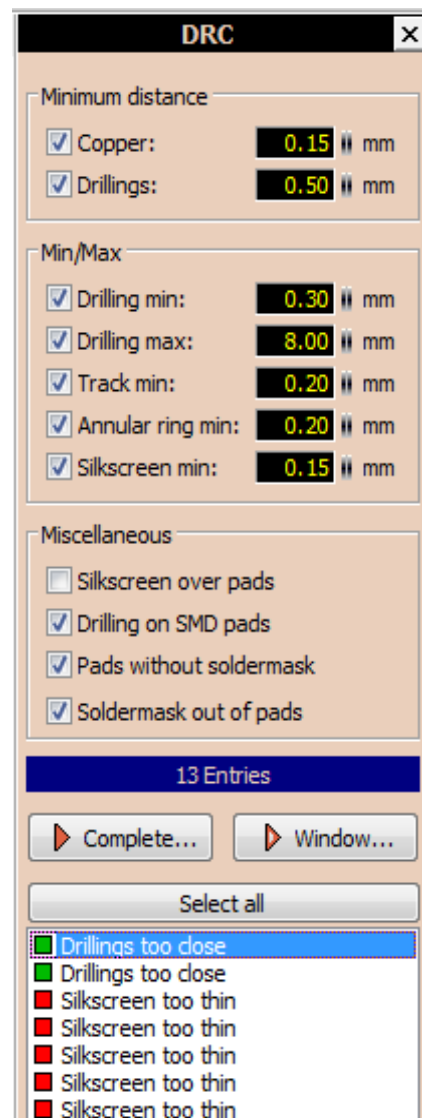 DRC
Minimum distance
Copper: 0.15 mm
Drillings: 0.50 mm
Min/Max
Drilling min: 0.30 mm
Drilling max: 8.00 mm
Track min: 0.20 mm
Annular ring min: 0.20 mm
Silkscreen min: 0.15 mm
Miscellaneous
Silkscreen over pads
Drilling on SMD pads
Pads without soldermask
Soldermask out of pads
13 Entries
Complete... Window...
Select all
Drillings too close
Drillings too close
Silkscreen too thin
Silkscreen too thin
Silkscreen too thin
Silkscreen too thin
Silkscreen too thin